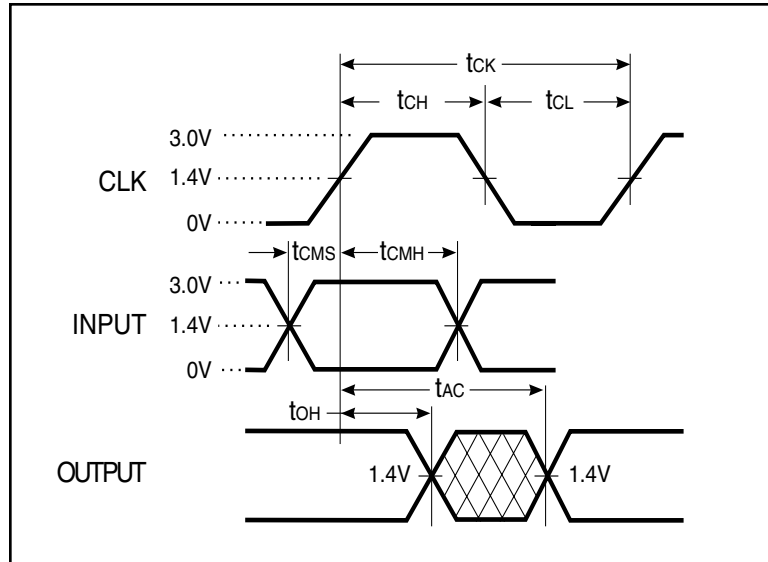 tCK
tCH
tCL
3.0V
CLK
1.4V
0V
tCMS
tCMH
3.0V
INPUT
1.4V
0V
tAC
tOH
OUTPUT
1.4V
1.4V